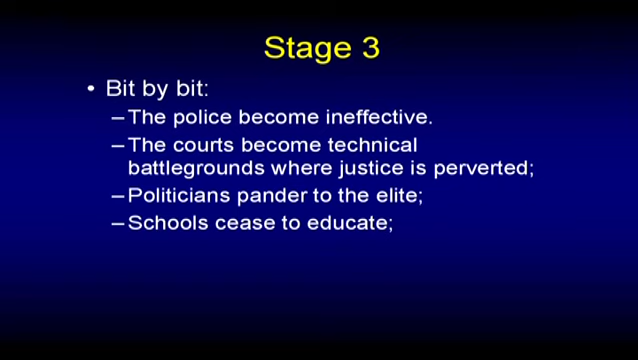 Stage 3
• Bit by bit:
–The police become ineffective.
–The courts become technical
battlegrounds where justice is perverted;
–Politicians pander to the elite;
–Schools cease to educate;